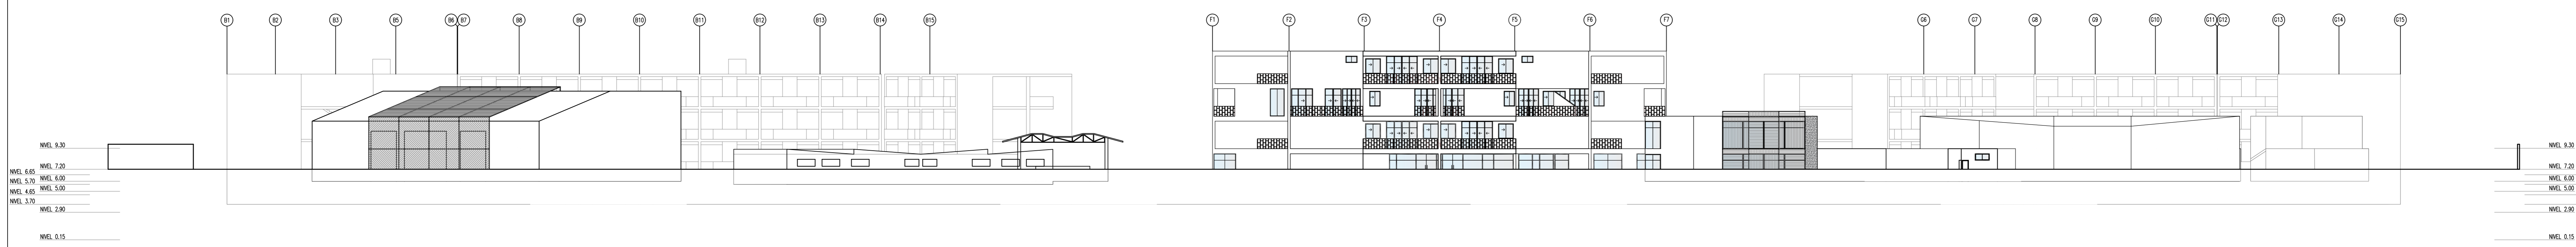 B1 B2 B3 B5 B6 B7 B8 B9 B10 B11 B12 B13 B14 B15 F1 F2 F3 F4 F5 F6 F7 G6 G7 G8 G9 G10 G11 G12 G13 G14 G15
NIVEL 9.30
NIVEL 7.20
NIVEL 6.65
NIVEL 6.00
NIVEL 5.70
NIVEL 5.00
NIVEL 4.65
NIVEL 3.70
NIVEL 2.90
NIVEL 0.15
NIVEL 9.30
NIVEL 7.20
NIVEL 6.00
NIVEL 5.00
NIVEL 2.90
NIVEL 0.15